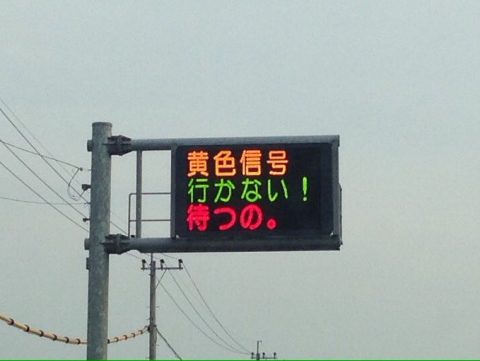 黄色信号
行かない！
待つの。